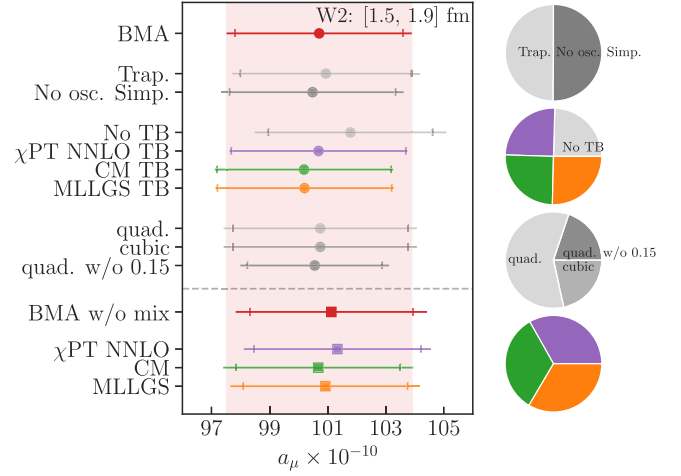 W2: [1.5, 1.9] fm
BMA
Trap.
No osc. Simp.
No TB
χPT NNLO TB
CM TB
MLLGS TB
quad.
cubic
quad. w/o 0.15
BMA w/o mix
χPT NNLO
CM
MLLGS
97 99 101 103 105
aμ × 10⁻¹⁰
Trap. No osc. Simp.
No TB
quad. quad. w/o 0.15
cubic